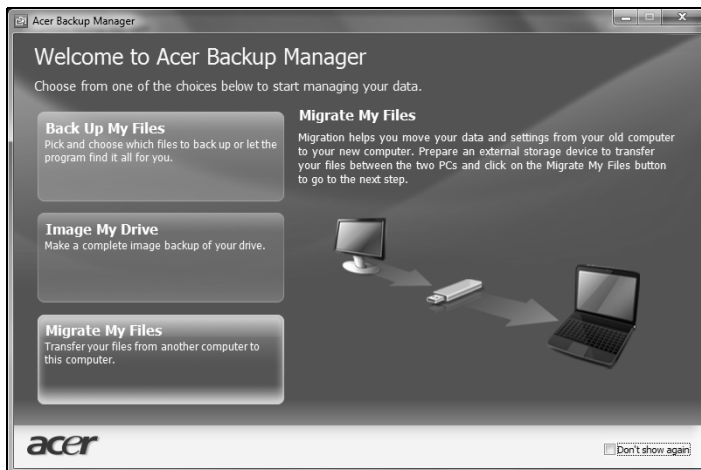 Acer Backup Manager
Welcome to Acer Backup Manager
Choose from one of the choices below to start managing your data.
Back Up My Files
Pick and choose which files to back up or let the
program find it all for you.
Image My Drive
Make a complete image backup of your drive.
Migrate My Files
Transfer your files from another computer to
this computer.
Migrate My Files
Migration helps you move your data and settings from your old computer
to your new computer. Prepare an external storage device to transfer
your files between the two PCs and click on the Migrate My Files button
to go to the next step.
acer
Don't show again